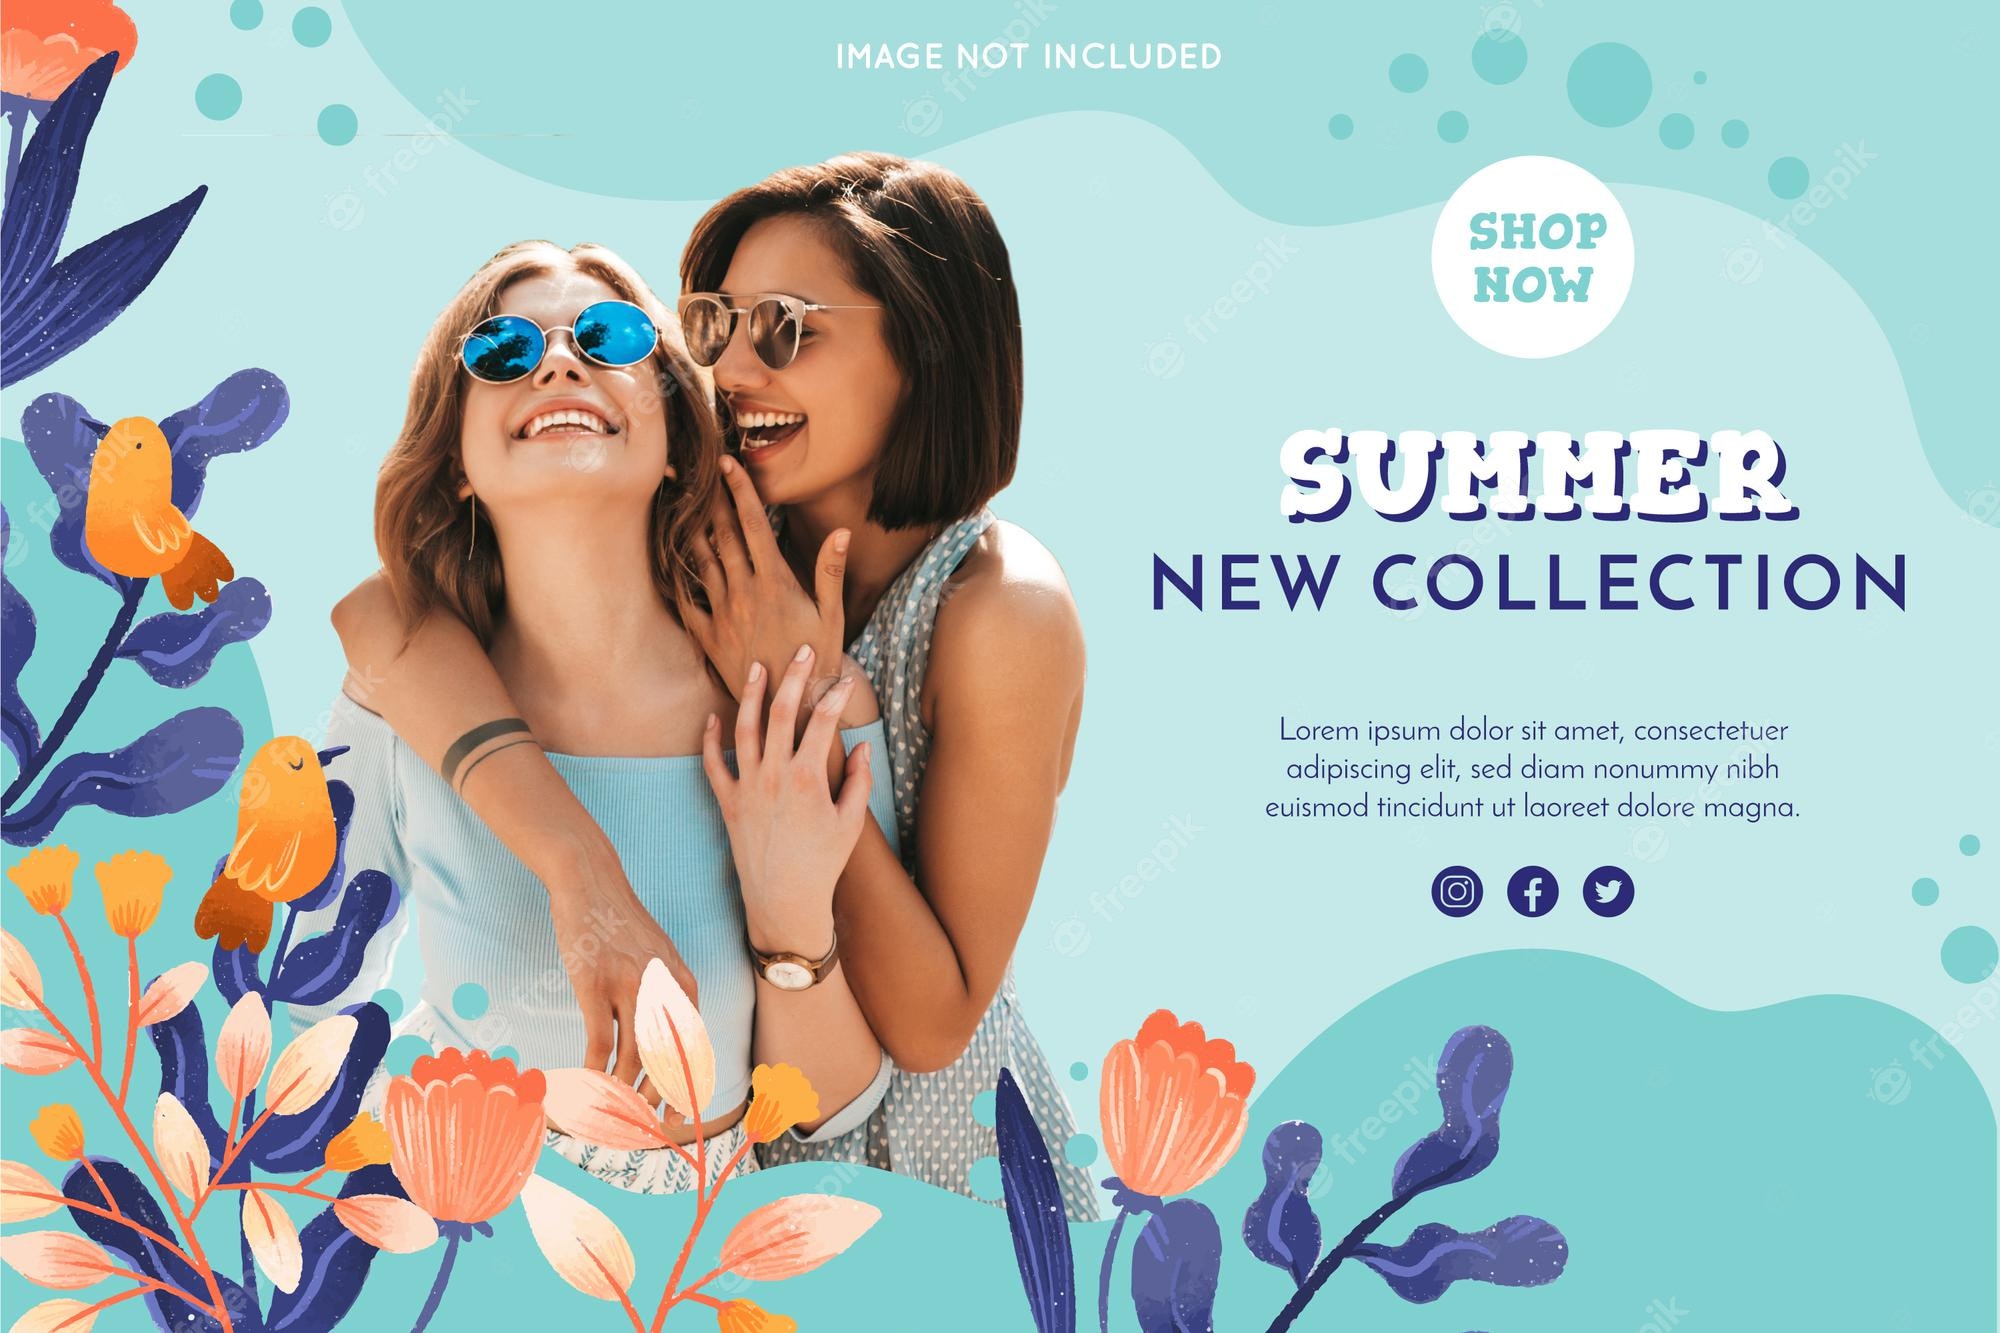 IMAGE NOT INCLUDED
SHOP
NOW
SUMMER
NEW COLLECTION
Lorem ipsum dolor sit amet, consectetuer
adipiscing elit, sed diam nonummy nibh
euismod tincidunt ut laoreet dolore magna.
freepik